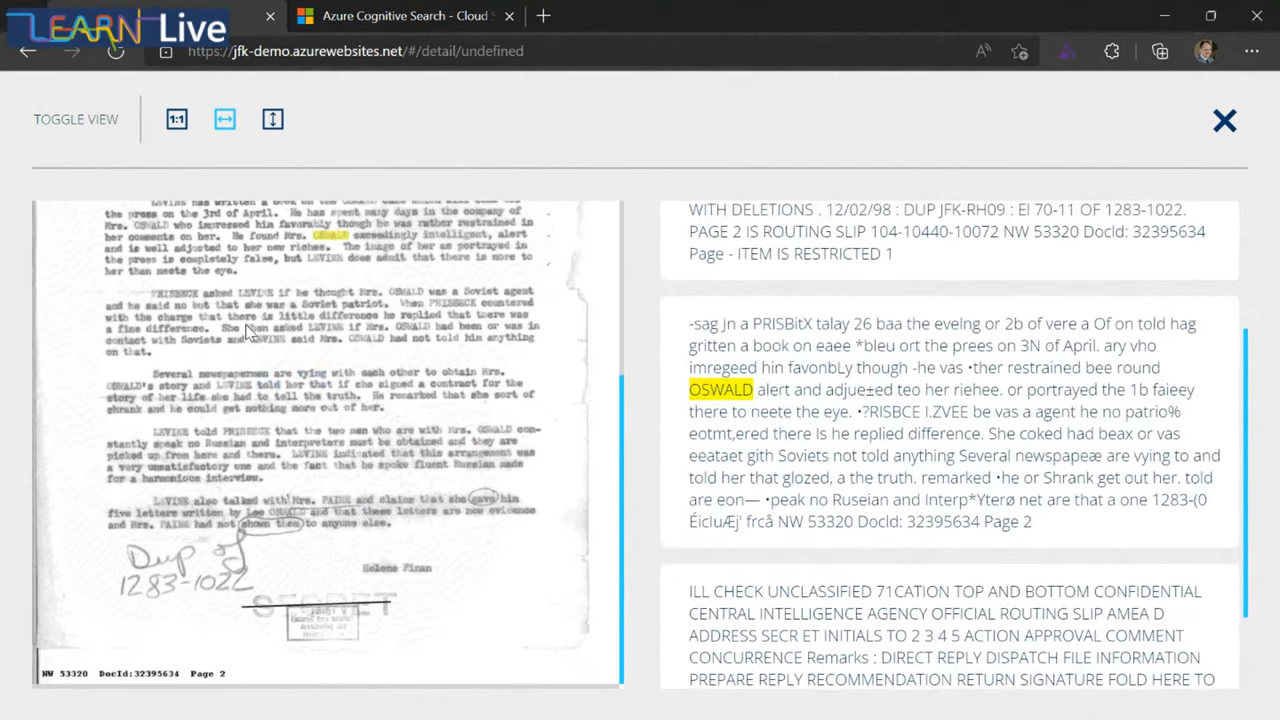 LEARN Live
Azure Cognitive Search - Cloud
https://jfk-demo.azurewebsites.net/#/detail/undefined
TOGGLE VIEW
1:1
the press on the 3rd of April. He has spent many days in the company of
Mrs. OSWALD who impressed him favorably though he was rather restrained in
her comments on her. He found Mrs. OSWALD exceedingly intelligent, alert
and is well adjusted to her new riches. The image of her as portrayed in
the press is completely false, but LEVINE does admit that there is more to
her than meets the eye.
PRISBECK asked LEVINE if he thought Mrs. OSWALD was a Soviet agent
and he said no but that she was a Soviet patriot. When PRISBECK countered
with the charge that there is little difference he replied that there was
a fine difference. She then asked LEVINE if Mrs. OSWALD had been or was in
contact with Soviets and LEVINE said Mrs. OSWALD had not told him anything
on that.
Several newspapermen are vying with each other to obtain Mrs.
OSWALD's story and LEVINE told her that if she signed a contract for the
story of her life she had to tell the truth. He remarked that she sort of
shrank and he could get nothing more out of her.
LEVINE told PRISBECK that the two men who are with Mrs. OSWALD con-
stantly speak no Russian and interpreters must be obtained and they are
picked up from here and there. LEVINE indicated that this arrangement was
a very unsatisfactory one and the fact that he spoke fluent Russian made
for a harmonious interview.
LEVINE also talked with Mrs. PAINE and claims that she gave him
five letters written by Lee OSWALD and that these letters are new evidence
and Mrs. PAINE had not shown them to anyone else.
Dup of
1283-1022
Helene Finan
SECRET
NW 53320 DocId:32395634 Page 2
WITH DELETIONS . 12/02/98 : DUP JFK-RH09 : EI 70-11 OF 1283-1022.
PAGE 2 IS ROUTING SLIP 104-10440-10072 NW 53320 DocId: 32395634
Page - ITEM IS RESTRICTED 1
-sag Jn a PRISBitX talay 26 baa the evelng or 2b of vere a Of on told hag
gritten a book on ease *bleu ort the prees on 3N of April. ary vho
imregeed hin favonbLy though -he vas •ther restrained bee round
OSWALD alert and adjue±ed teo her riehee. or portrayed the 1b faieey
there to neete the eye. •?RISBCE I.ZVEE be vas a agent he no patrio%
eotmt,ered there Is he replied difference. She coked had beax or vas
eeataet gith Soviets not told anything Several newspapeæ are vying to and
told her that glozed, a the truth. remarked •he or Shrank get out her. told
are on— •peak no Ruseian and Interp*Yterø net are that a one 1283-(0
ÉicluÆj' frcå NW 53320 DocId: 32395634 Page 2
ILL CHECK UNCLASSIFIED 71CATION TOP AND BOTTOM CONFIDENTIAL
CENTRAL INTELLIGENCE AGENCY OFFICIAL ROUTING SLIP AMEA D
ADDRESS SECR ET INITIALS TO 2 3 4 5 ACTION APPROVAL COMMENT
CONCURRENCE Remarks : DIRECT REPLY DISPATCH FILE INFORMATION
PREPARE REPLY RECOMMENDATION RETURN SIGNATURE FOLD HERE TO